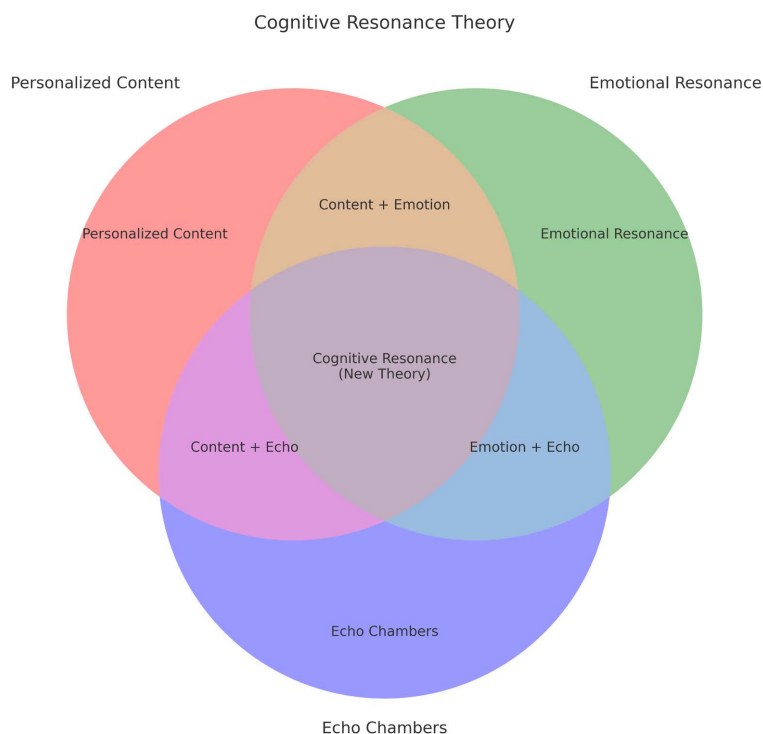 Cognitive Resonance Theory
Personalized Content
Emotional Resonance
Content + Emotion
Personalized Content
Emotional Resonance
Cognitive Resonance
(New Theory)
Content + Echo
Emotion + Echo
Echo Chambers
Echo Chambers